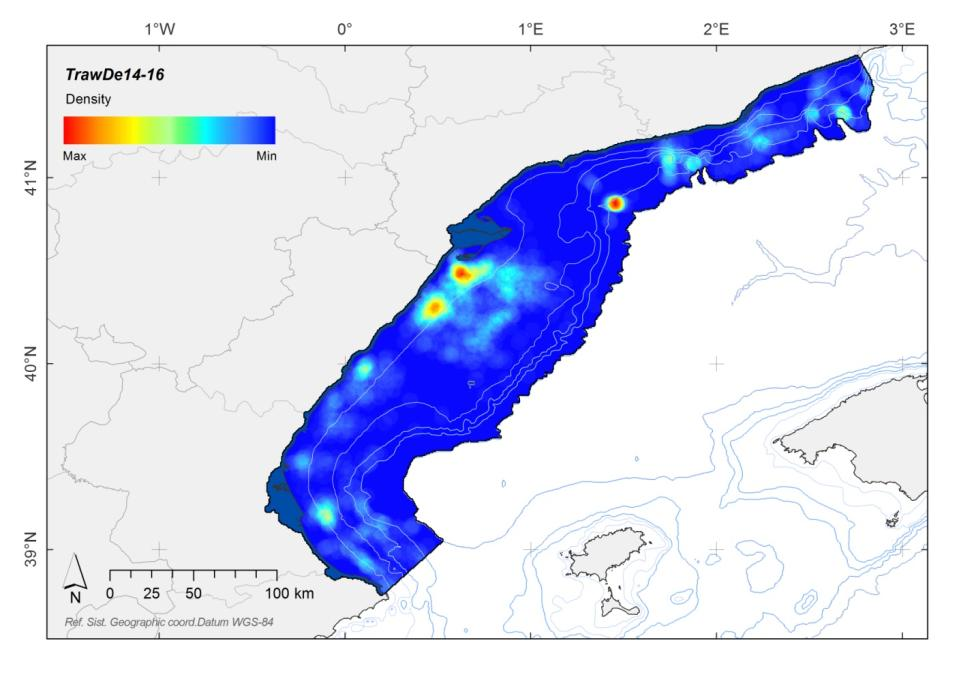 1°W 0° 1°E 2°E 3°E
TrawDe14-16
Density
Max Min
41°N
40°N
39°N
N 0 25 50 100 km
Ref. Sist. Geographic coord.Datum WGS-84